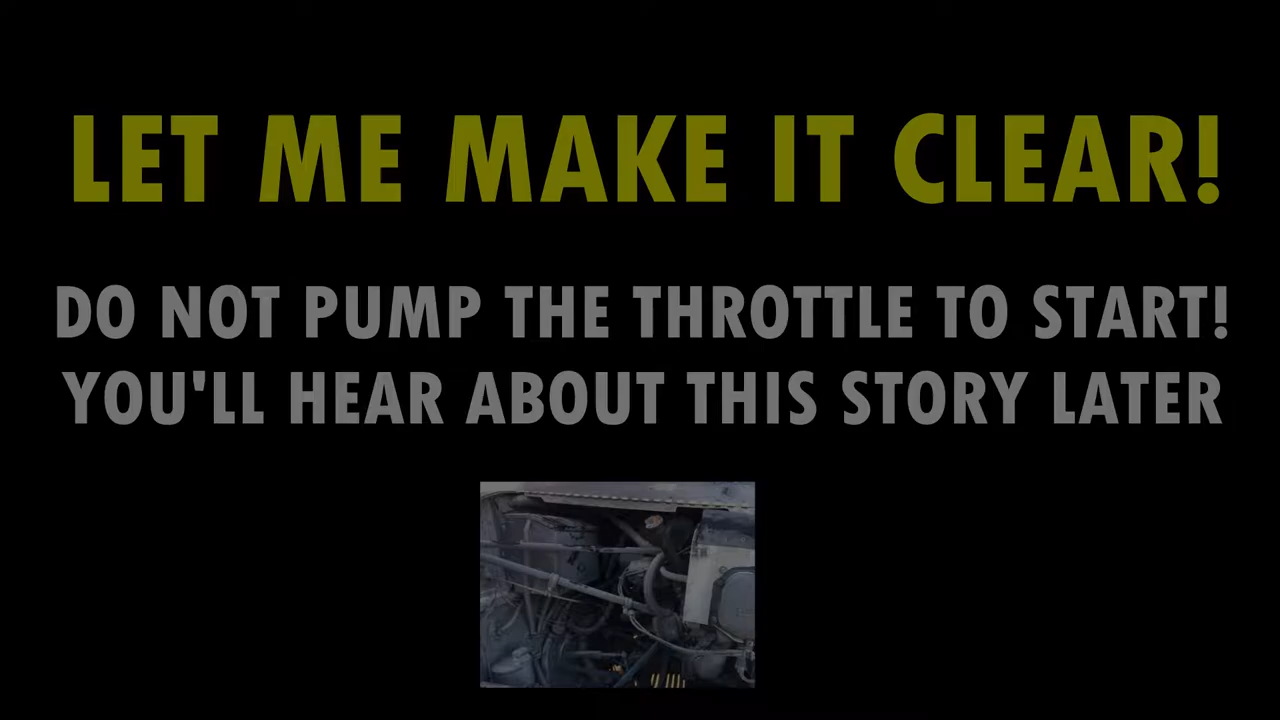 LET ME MAKE IT CLEAR!
DO NOT PUMP THE THROTTLE TO START!
YOU'LL HEAR ABOUT THIS STORY LATER